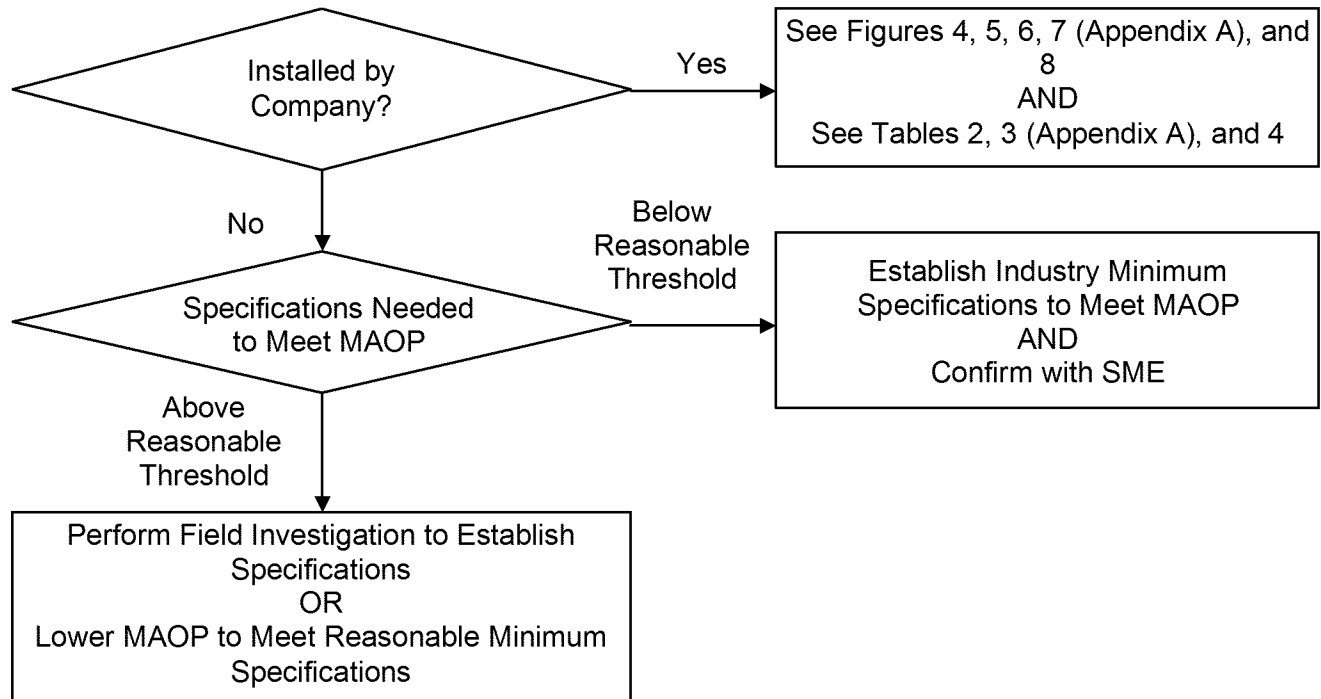 Installed by
Company?
Yes
See Figures 4, 5, 6, 7 (Appendix A), and
8
AND
See Tables 2, 3 (Appendix A), and 4
No
Below
Reasonable
Threshold
Specifications Needed
to Meet MAOP
Establish Industry Minimum
Specifications to Meet MAOP
AND
Confirm with SME
Above
Reasonable
Threshold
Perform Field Investigation to Establish
Specifications
OR
Lower MAOP to Meet Reasonable Minimum
Specifications